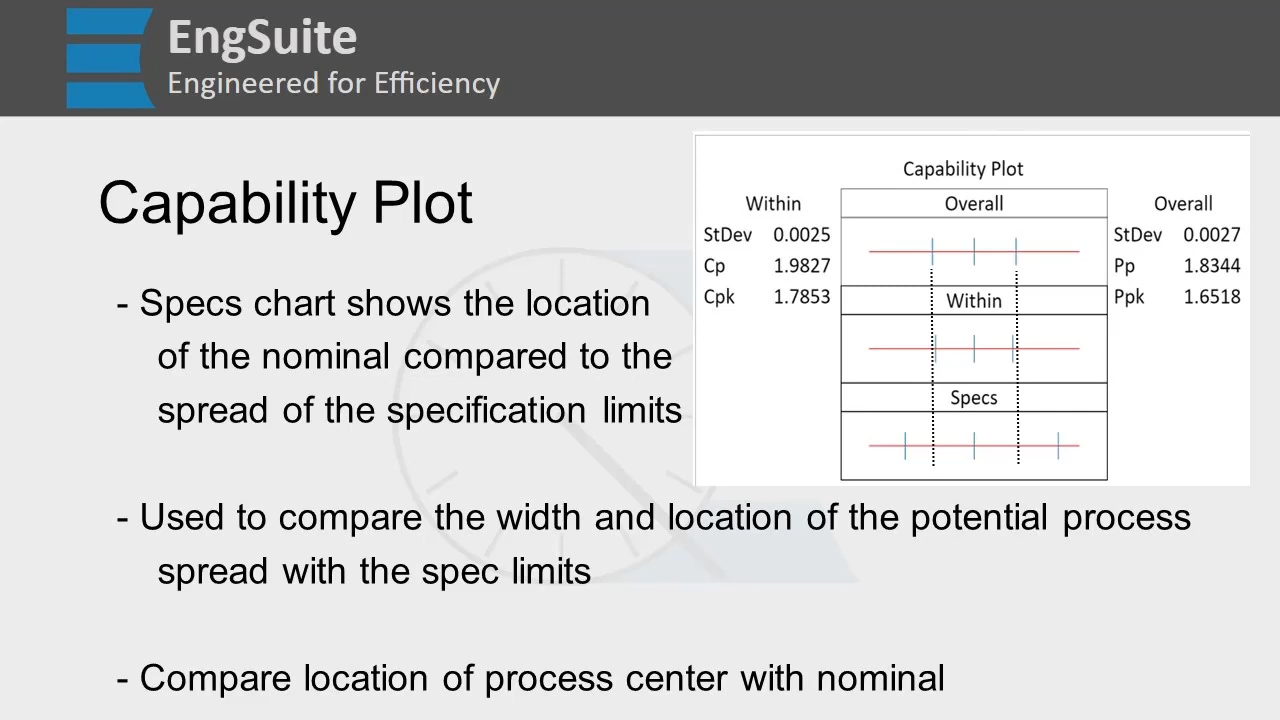 EngSuite
Engineered for Efficiency
Capability Plot
- Specs chart shows the location
of the nominal compared to the
spread of the specification limits
- Used to compare the width and location of the potential process
spread with the spec limits
- Compare location of process center with nominal
Capability Plot
Within
StDev 0.0025
Cp 1.9827
Cpk 1.7853
Overall
Within
Specs
Overall
StDev 0.0027
Pp 1.8344
Ppk 1.6518